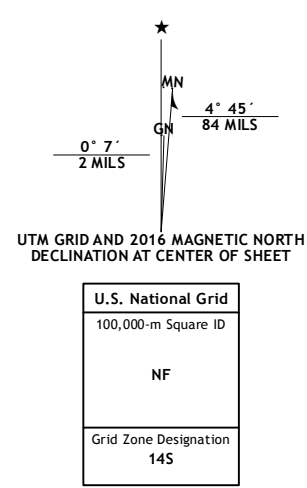 ★
MN
4° 45´
84 MILS
GN
0° 7´
2 MILS
UTM GRID AND 2016 MAGNETIC NORTH
DECLINATION AT CENTER OF SHEET
U.S. National Grid
100,000-m Square ID
NF
Grid Zone Designation
14S